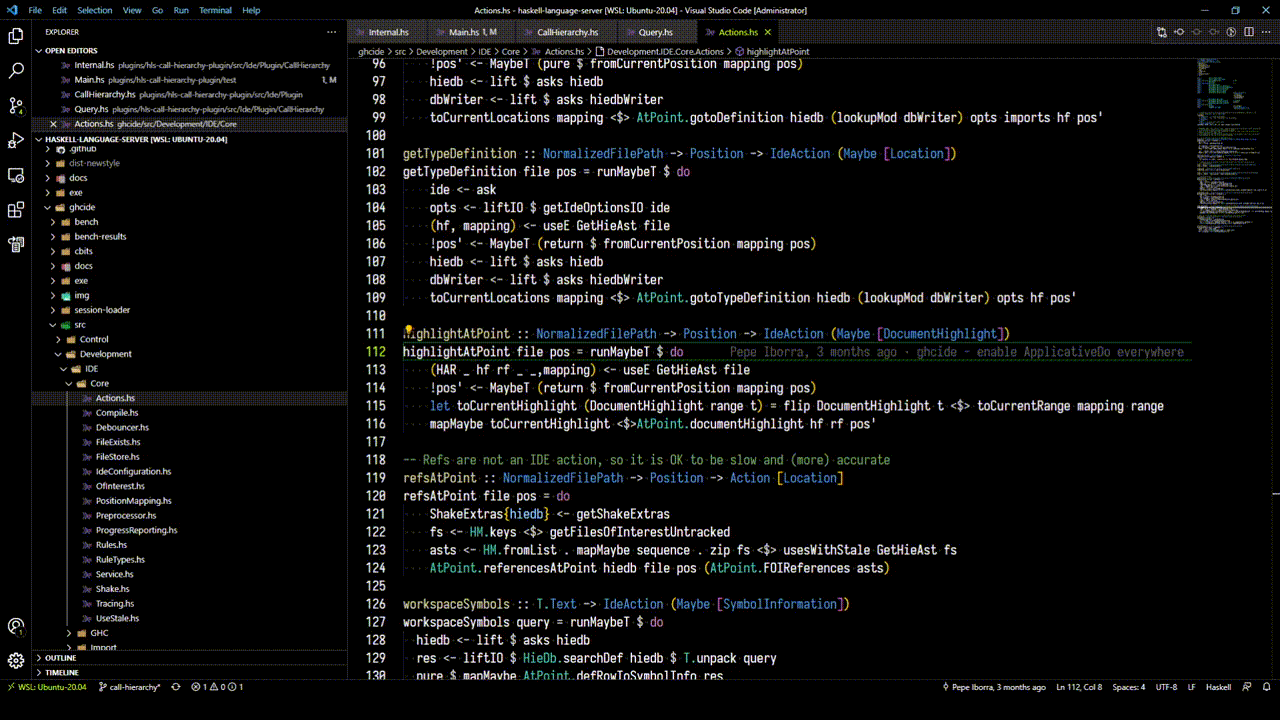 File Edit Selection View Go Run Terminal Help
Actions.hs - haskell-language-server [WSL: Ubuntu-20.04] - Visual Studio Code [Administrator]
EXPLORER
OPEN EDITORS
Internal.hs plugins/hls-call-hierarchy-plugin/src/Ide/Plugin/CallHierarchy
Main.hs plugins/hls-call-hierarchy-plugin/test 1, M
CallHierarchy.hs plugins/hls-call-hierarchy-plugin/src/Ide/Plugin
Query.hs plugins/hls-call-hierarchy-plugin/src/Ide/Plugin/CallHierarchy
Actions.hs ghcide/src/Development/IDE/Core
HASKELL-LANGUAGE-SERVER [WSL: UBUNTU-20.04]
.github
dist-newstyle
docs
exe
ghcide
bench
bench-results
cbits
docs
exe
img
session-loader
src
Control
Development
IDE
Core
Actions.hs
Compile.hs
Debouncer.hs
FileExists.hs
FileStore.hs
IdeConfiguration.hs
OfInterest.hs
PositionMapping.hs
Preprocessor.hs
ProgressReporting.hs
Rules.hs
RuleTypes.hs
Service.hs
Shake.hs
Tracing.hs
UseStale.hs
GHC
Import
OUTLINE
TIMELINE
Internal.hs Main.hs 1, M CallHierarchy.hs Query.hs Actions.hs
ghcide > src > Development > IDE > Core > Actions.hs > Development.IDE.Core.Actions > highlightAtPoint
96 !pos' <- MaybeT (pure $ fromCurrentPosition mapping pos)
97 hiedb <- lift $ asks hiedb
98 dbWriter <- lift $ asks hiedbWriter
99 toCurrentLocations mapping <$> AtPoint.gotoDefinition hiedb (lookupMod dbWriter) opts imports hf pos'
100
101 getTypeDefinition :: NormalizedFilePath -> Position -> IdeAction (Maybe [Location])
102 getTypeDefinition file pos = runMaybeT $ do
103 ide <- ask
104 opts <- liftIO $ getIdeOptionsIO ide
105 (hf, mapping) <- useE GetHieAst file
106 !pos' <- MaybeT (return $ fromCurrentPosition mapping pos)
107 hiedb <- lift $ asks hiedb
108 dbWriter <- lift $ asks hiedbWriter
109 toCurrentLocations mapping <$> AtPoint.gotoTypeDefinition hiedb (lookupMod dbWriter) opts hf pos'
110
111 highlightAtPoint :: NormalizedFilePath -> Position -> IdeAction (Maybe [DocumentHighlight])
112 highlightAtPoint file pos = runMaybeT $ do Pepe Iborra, 3 months ago · ghcide - enable ApplicativeDo everywhere
113 (HAR _ hf rf _ _,mapping) <- useE GetHieAst file
114 !pos' <- MaybeT (return $ fromCurrentPosition mapping pos)
115 let toCurrentHighlight (DocumentHighlight range t) = flip DocumentHighlight t <$> toCurrentRange mapping range
116 mapMaybe toCurrentHighlight <$>AtPoint.documentHighlight hf rf pos'
117
118 -- Refs are not an IDE action, so it is OK to be slow and (more) accurate
119 refsAtPoint :: NormalizedFilePath -> Position -> Action [Location]
120 refsAtPoint file pos = do
121 ShakeExtras{hiedb} <- getShakeExtras
122 fs <- HM.keys <$> getFilesOfInterestUntracked
123 asts <- HM.fromList . mapMaybe sequence . zip fs <$> usesWithStale GetHieAst fs
124 AtPoint.referencesAtPoint hiedb file pos (AtPoint.FOIReferences asts)
125
126 workspaceSymbols :: T.Text -> IdeAction (Maybe [SymbolInformation])
127 workspaceSymbols query = runMaybeT $ do
128 hiedb <- lift $ asks hiedb
129 res <- liftIO $ HieDb.searchDef hiedb $ T.unpack query
130 pure $ mapMaybe AtPoint.defRowToSymbolInfo res
WSL: Ubuntu-20.04 call-hierarchy* 1 0 1 Pepe Iborra, 3 months ago Ln 112, Col 8 Spaces: 4 UTF-8 LF Haskell